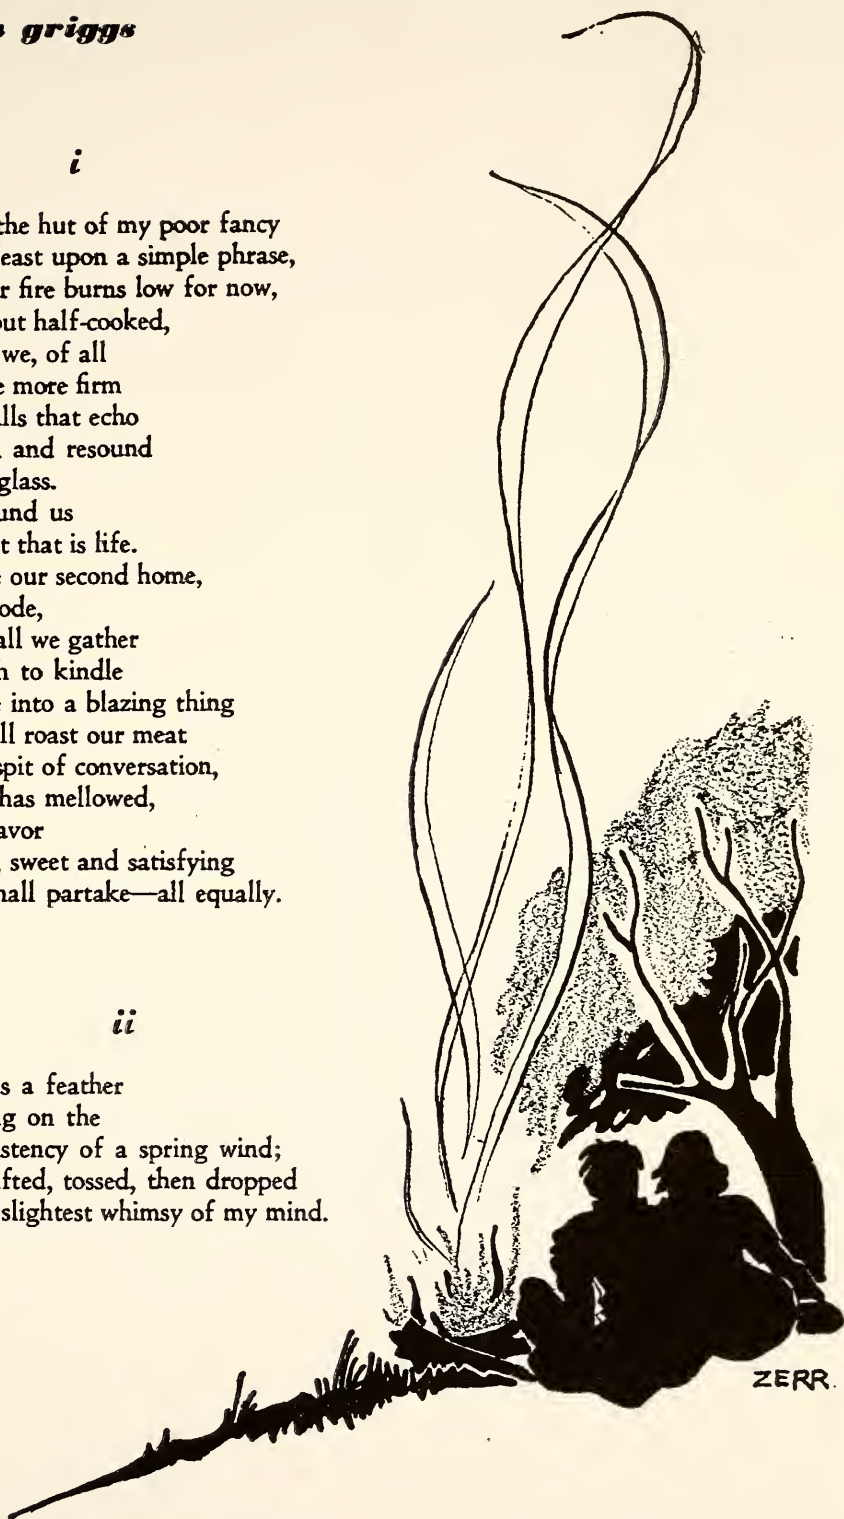 griggs
i
the hut of my poor fancy
east upon a simple phrase,
r fire burns low for now,
out half-cooked,
we, of all
e more firm
lls that echo
and resound
glass.
und us
t that is life.
our second home,
ode,
all we gather
n to kindle
into a blazing thing
ll roast our meat
spit of conversation,
has mellowed,
avor
, sweet and satisfying
hall partake—all equally.
ii
s a feather
g on the
stency of a spring wind;
fted, tossed, then dropped
slightest whimsy of my mind.
ZERR.